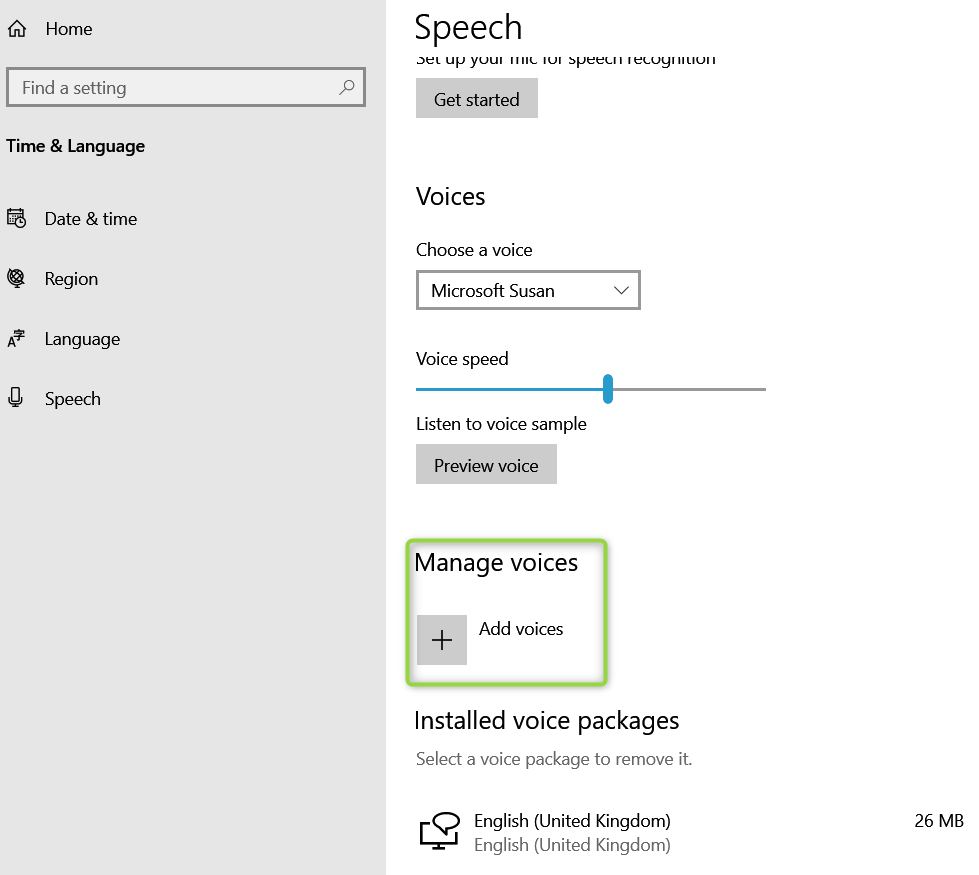 Home
Find a setting
Time & Language
Date & time
Region
Language
Speech
Speech
Set up your mic for speech recognition
Get started
Voices
Choose a voice
Microsoft Susan
Voice speed
Listen to voice sample
Preview voice
Manage voices
Add voices
Installed voice packages
Select a voice package to remove it.
English (United Kingdom) 26 MB
English (United Kingdom)